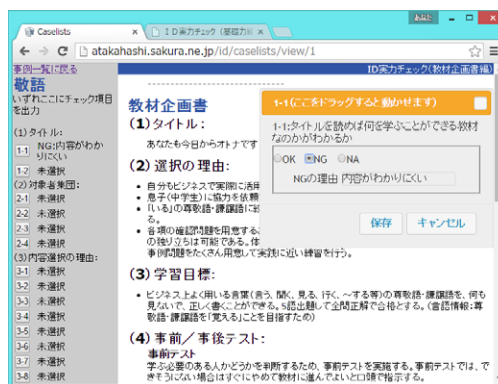 あなた
Caselists
ＩＤ実力チェック (基礎力編
atakahashi.sakura.ne.jp/id/caselists/view/1
事例一覧に戻る
ID実力チェック(教材企画書編)
敬語
いずれここにチェック項目
を出力
(1)タイトル:
1-1 NG:内容がわか
りにくい
1-2 未選択
(2)対象者集団:
2-1 未選択
2-2 未選択
2-3 未選択
2-4 未選択
(3)内容選択の理由:
3-1 未選択
3-2 未選択
3-3 未選択
3-4 未選択
3-5 未選択
3-6 未選択
3-7 未選択
3-8 未選択
教材企画書
(1)タイトル：
あなたも今日からオトナです
(2)選択の理由：
自分もビジネスで実際に活用
息子(中学生)に協力を依頼
「いる」の尊敬語・謙譲語に
る。
各項の確認問題を用意する
の独り立ちは可能である。体
事例問題をたくさん用意して実践に近い練習を行う。
(3)学習目標：
ビジネス上よく用いる言葉(言う、聞く、見る、行く、～する等)の尊敬語・謙譲語を、何も
見ないで、正しく書くことができる。5語出題して全問正解で合格とする。(言語情報:尊
敬語・謙譲語を「覚える」ことを目指すため)
(4)事前／事後テスト：
事前テスト
学ぶ必要のある人かどうかを判断するため、事前テストを実施する。事前テストでは、で
きそうにない場合はすぐにやめて教材に進んでよいと口頭で指示する。
1-1(ここをドラッグすると動かせます)
1-1:タイトルを読めば何を学ぶことができる教材
なのかがわかるか
OK NG NA
NGの理由 内容がわかりにくい
保存 キャンセル